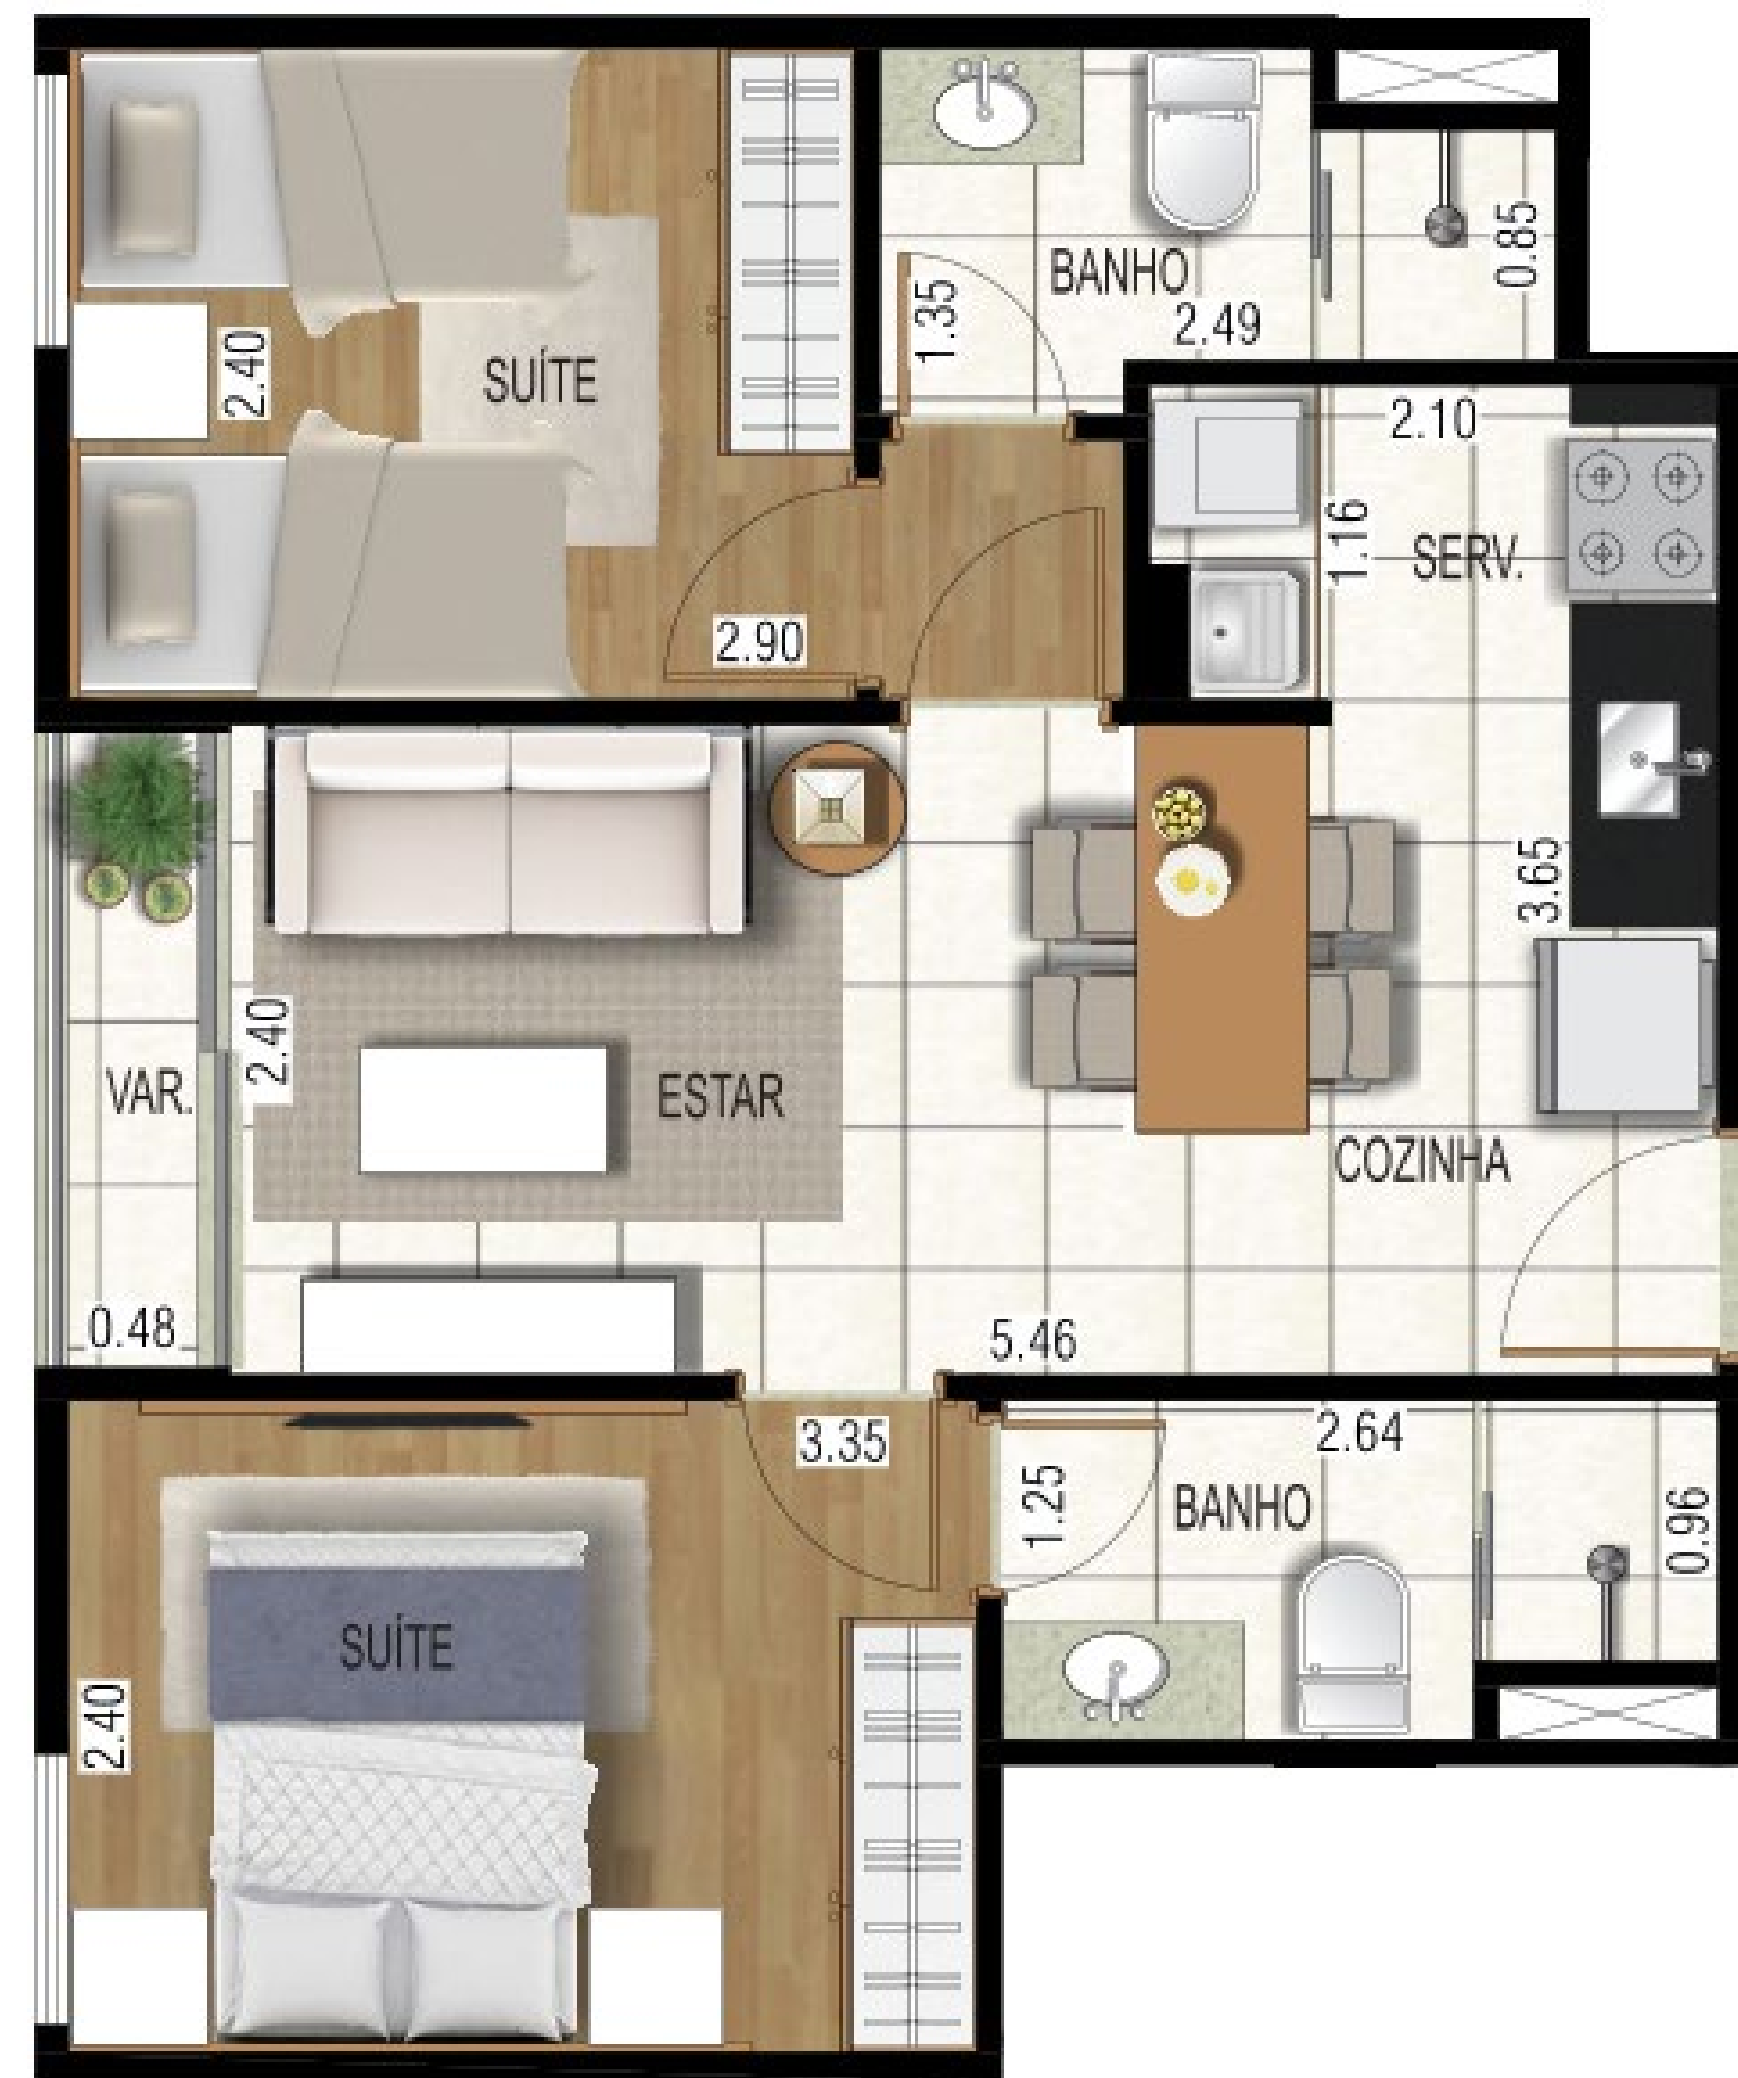 0.85
BANHO
1.35
2.49
2.40
SUÍTE
2.10
1.16
SERV.
2.90
3.65
2.40
VAR.
ESTAR
COZINHA
0.48
5.46
3.35
2.64
1.25
BANHO
0.96
SUÍTE
2.40